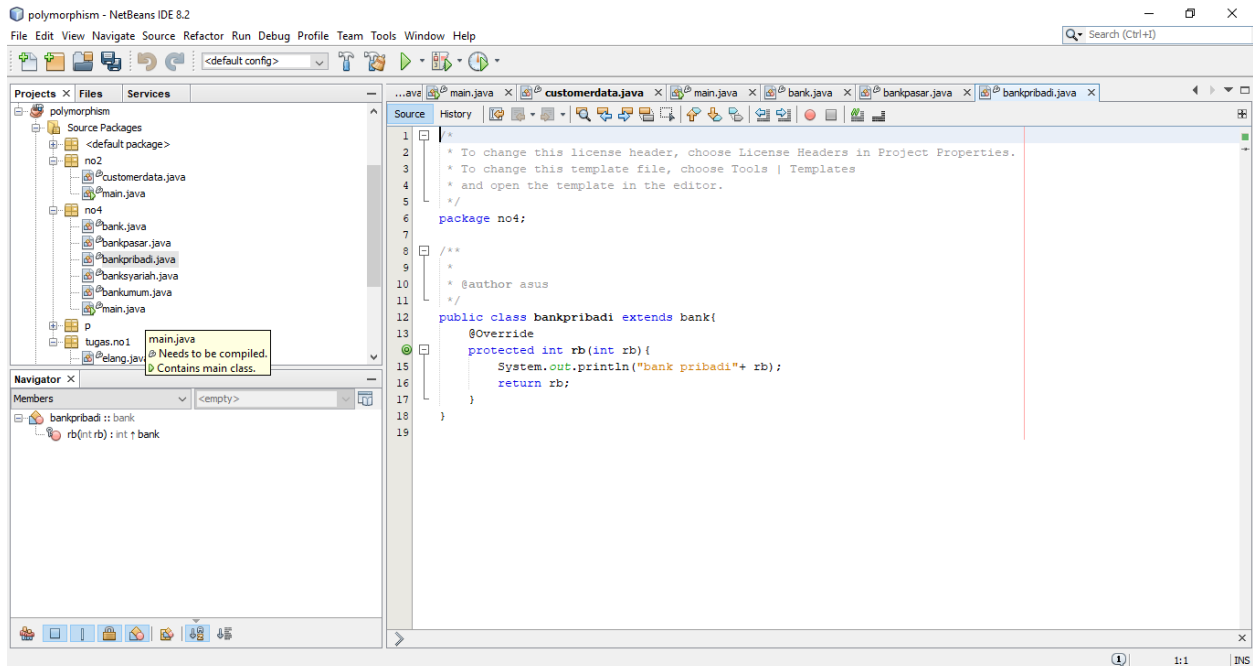 polymorphism - NetBeans IDE 8.2
File Edit View Navigate Source Refactor Run Debug Profile Team Tools Window Help
Search (Ctrl+I)
<default config>
Projects Files Services
polymorphism
Source Packages
<default package>
no2
customerdata.java
main.java
no4
bank.java
bankpasar.java
bankpribadi.java
banksyariah.java
bankumum.java
main.java
p
tugas.no1
elang.java
main.java
Needs to be compiled.
Contains main class.
Navigator
Members <empty>
bankpribadi :: bank
rb(int rb) : int ↑ bank
...ava main.java customerdata.java main.java bank.java bankpasar.java bankpribadi.java
Source History
1 /*
2 * To change this license header, choose License Headers in Project Properties.
3 * To change this template file, choose Tools | Templates
4 * and open the template in the editor.
5 */
6 package no4;
7
8 /**
9 *
10 * @author asus
11 */
12 public class bankpribadi extends bank{
13 @Override
protected int rb(int rb){
15 System.out.println("bank pribadi"+ rb);
16 return rb;
17 }
18 }
19
1 1:1 INS